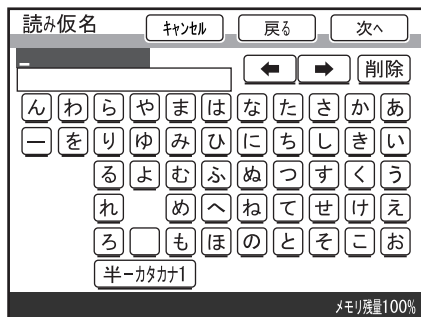 読み仮名 キャンセル 戻る 次へ
← → 削除
ん わ ら や ま は な た さ か あ
ー を り ゆ み ひ に ち し き い
る よ む ふ ぬ つ す く う
れ め へ ね て せ け え
ろ も ほ の と そ こ お
半-カタカナ1
メモリ残量100%